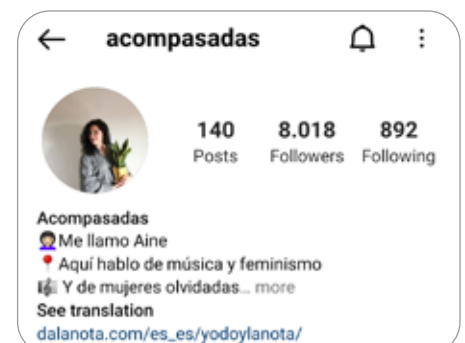 acompasadas
140 8.018 892
Posts Followers Following
Acompasadas
Me llamo Aine
Aquí hablo de música y feminismo
Y de mujeres olvidadas... more
See translation
dalanota.com/es_es/yodoylanota/